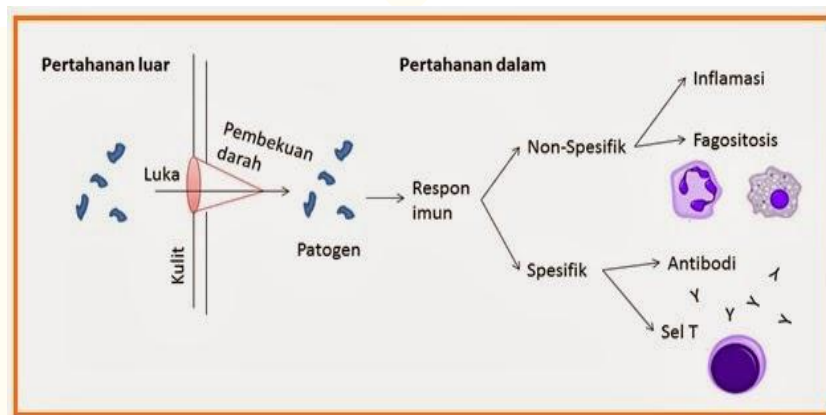 Pertahanan luar
Pertahanan dalam
Luka
Kulit
Pembekuan
darah
Patogen
Respon
imun
Non-Spesifik
Inflamasi
Fagositosis
Spesifik
Antibodi
Sel T